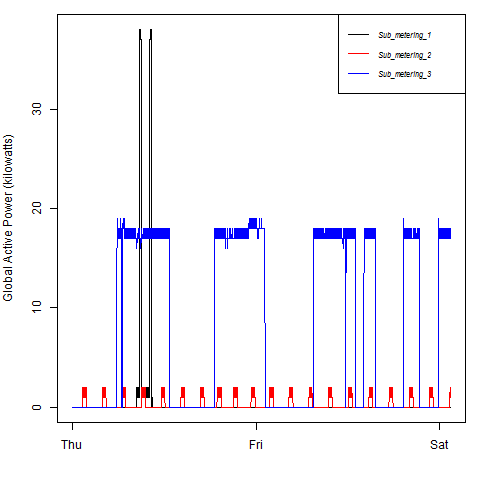 Sub_metering_1
Sub_metering_2
Sub_metering_3
Global Active Power (kilowatts)
30
20
10
0
Thu Fri Sat